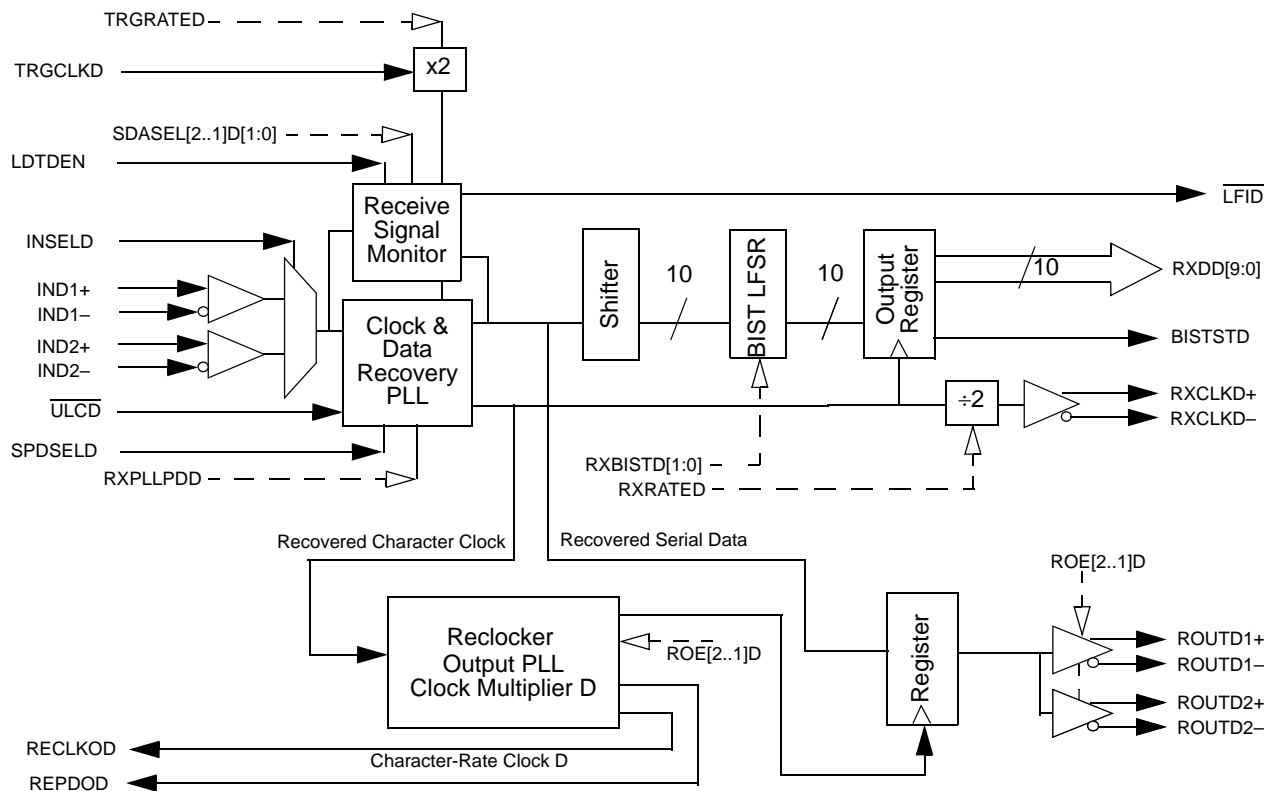 TRGRATED
TRGCLKD
x2
SDASEL[2..1]D[1:0]
LDTDEN
Receive
Signal
Monitor
LFID
INSELD
IND1+
IND1–
IND2+
IND2–
ULCD
SPDSELD
RXPLLPDD
Clock &
Data
Recovery
PLL
Shifter
10
BIST LFSR
10
Output
Register
10
RXDD[9:0]
BISTSTD
÷2
RXCLKD+
RXCLKD–
RXBISTD[1:0]
RXRATED
Recovered Character Clock
Recovered Serial Data
Reclocker
Output PLL
Clock Multiplier D
ROE[2..1]D
Register
ROE[2..1]D
ROUTD1+
ROUTD1–
ROUTD2+
ROUTD2–
RECLKOD
Character-Rate Clock D
REPDOD